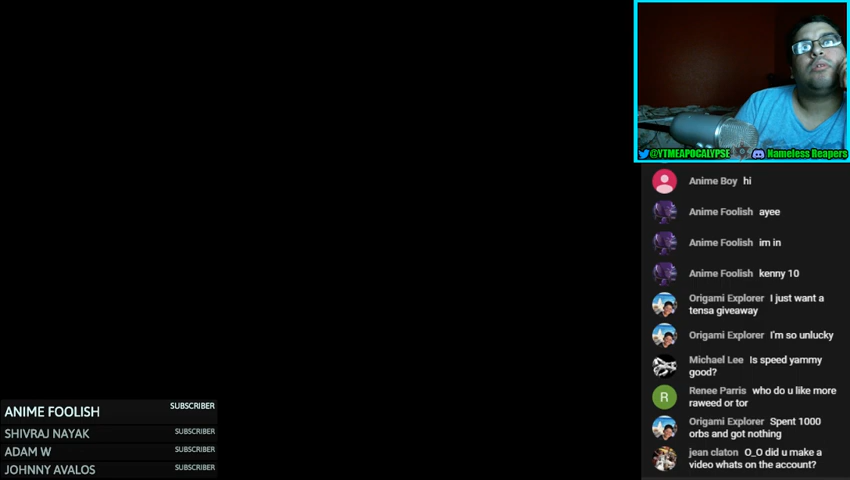 @YTMEAPOCALYPSE Nameless Reapers
Anime Boy hi
Anime Foolish ayee
Anime Foolish im in
Anime Foolish kenny 10
Origami Explorer I just want a
tensa giveaway
Origami Explorer I'm so unlucky
Michael Lee Is speed yammy
good?
R
Renee Parris who do u like more
raweed or tor
Origami Explorer Spent 1000
orbs and got nothing
jean claton O_O did u make a
video whats on the account?
ANIME FOOLISH SUBSCRIBER
SHIVRAJ NAYAK SUBSCRIBER
ADAM W SUBSCRIBER
JOHNNY AVALOS SUBSCRIBER